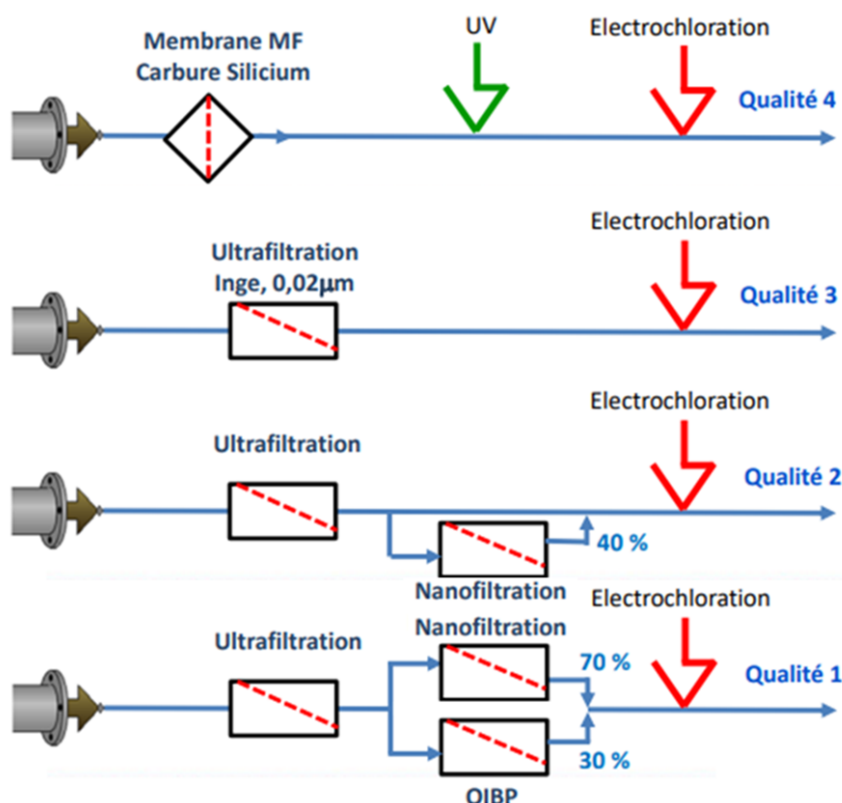 UV
Electrochloration
Membrane MF
Carbure Silicium
Qualité 4
Electrochloration
Ultrafiltration
Inge, 0,02µm
Qualité 3
Electrochloration
Ultrafiltration
Qualité 2
40 %
Nanofiltration
Electrochloration
Nanofiltration
Ultrafiltration
70 %
Qualité 1
30 %
OIBP